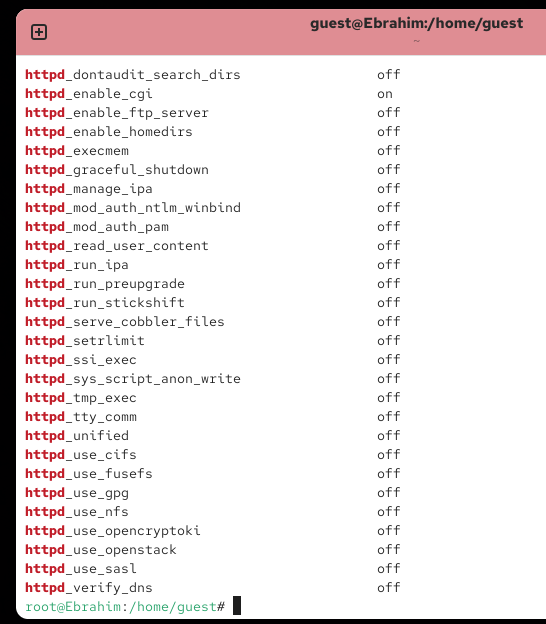 guest@Ebrahim:/home/guest
~
httpd_dontaudit_search_dirs off
httpd_enable_cgi on
httpd_enable_ftp_server off
httpd_enable_homedirs off
httpd_execmem off
httpd_graceful_shutdown off
httpd_manage_ipa off
httpd_mod_auth_ntlm_winbind off
httpd_mod_auth_pam off
httpd_read_user_content off
httpd_run_ipa off
httpd_run_preupgrade off
httpd_run_stickshift off
httpd_serve_cobbler_files off
httpd_setrlimit off
httpd_ssi_exec off
httpd_sys_script_anon_write off
httpd_tmp_exec off
httpd_tty_comm off
httpd_unified off
httpd_use_cifs off
httpd_use_fusefs off
httpd_use_gpg off
httpd_use_nfs off
httpd_use_opencryptoki off
httpd_use_openstack off
httpd_use_sasl off
httpd_verify_dns off
root@Ebrahim:/home/guest#